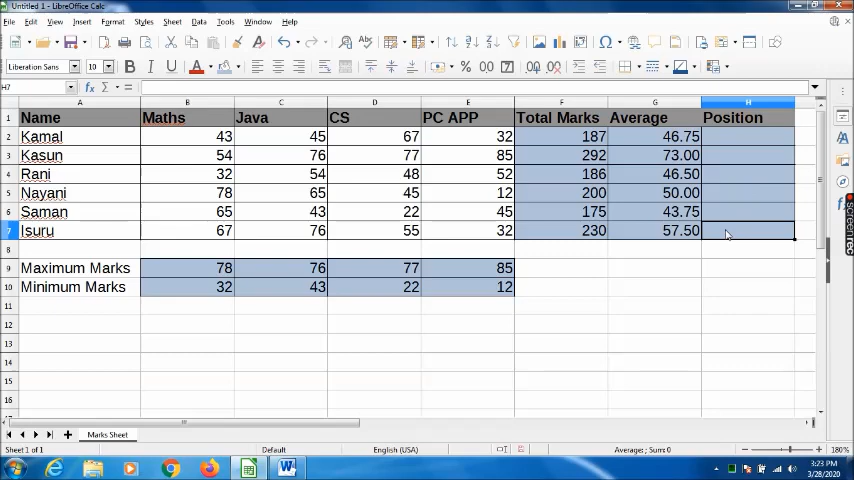 Untitled 1 - LibreOffice Calc
File Edit View Insert Format Styles Sheet Data Tools Window Help
Liberation Sans 10
H7
A B C D E F G H
1 Name Maths Java CS PC APP Total Marks Average Position
2 Kamal 43 45 67 32 187 46.75
3 Kasun 54 76 77 85 292 73.00
4 Rani 32 54 48 52 186 46.50
5 Nayani 78 65 45 12 200 50.00
6 Saman 65 43 22 45 175 43.75
7 Isuru 67 76 55 32 230 57.50
8
9 Maximum Marks 78 76 77 85
10 Minimum Marks 32 43 22 12
11
12
13
14
15
16
screenrec
Marks Sheet
Sheet 1 of 1 Default English (USA) Average: ; Sum: 0 180%
3:23 PM
3/28/2020